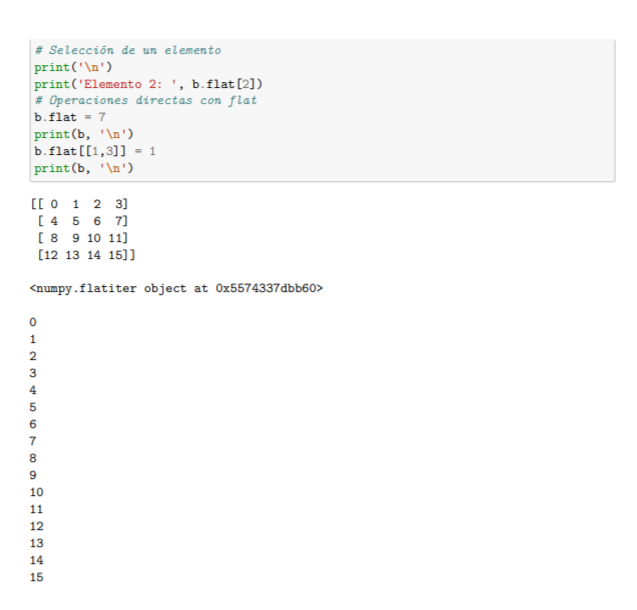 # Selección de un elemento
print('\n')
print('Elemento 2: ', b.flat[2])
# Operaciones directas con flat
b.flat = 7
print(b, '\n')
b.flat[[1,3]] = 1
print(b, '\n')
[[ 0  1  2  3]
 [ 4  5  6  7]
 [ 8  9 10 11]
 [12 13 14 15]]
<numpy.flatiter object at 0x5574337dbb60>
0
1
2
3
4
5
6
7
8
9
10
11
12
13
14
15